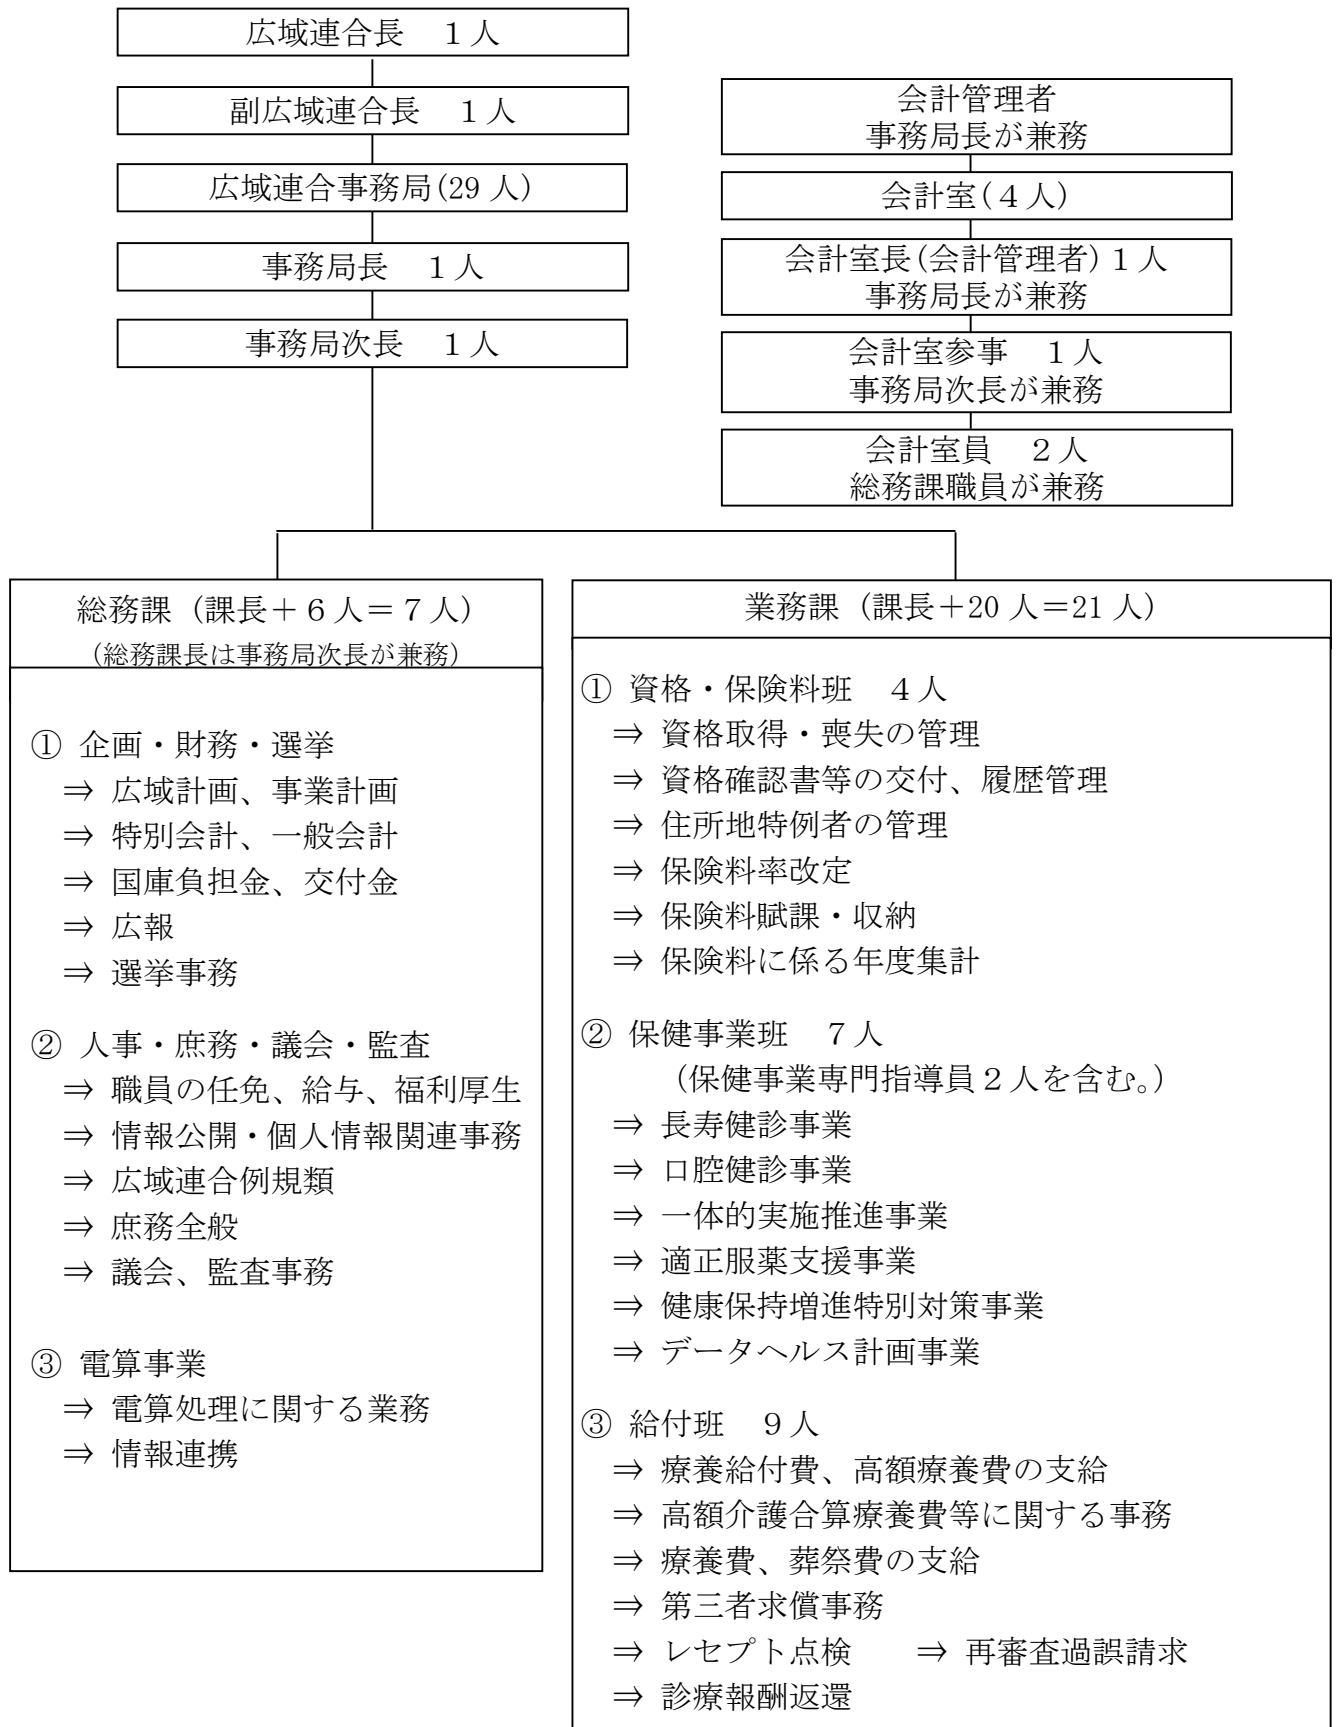 広域連合長　１人
副広域連合長　１人
広域連合事務局(29 人)
事務局長　１人
事務局次長　１人
会計管理者
事務局長が兼務
会計室(４人)
会計室長(会計管理者)１人
事務局長が兼務
会計室参事　１人
事務局次長が兼務
会計室員　２人
総務課職員が兼務
総務課（課長＋６人＝７人）
（総務課長は事務局次長が兼務）
① 企画・財務・選挙
⇒ 広域計画、事業計画
⇒ 特別会計、一般会計
⇒ 国庫負担金、交付金
⇒ 広報
⇒ 選挙事務
② 人事・庶務・議会・監査
⇒ 職員の任免、給与、福利厚生
⇒ 情報公開・個人情報関連事務
⇒ 広域連合例規類
⇒ 庶務全般
⇒ 議会、監査事務
③ 電算事業
⇒ 電算処理に関する業務
⇒ 情報連携
業務課（課長＋20 人＝21 人）
① 資格・保険料班　４人
⇒ 資格取得・喪失の管理
⇒ 資格確認書等の交付、履歴管理
⇒ 住所地特例者の管理
⇒ 保険料率改定
⇒ 保険料賦課・収納
⇒ 保険料に係る年度集計
② 保健事業班　７人
（保健事業専門指導員２人を含む。）
⇒ 長寿健診事業
⇒ 口腔健診事業
⇒ 一体的実施推進事業
⇒ 適正服薬支援事業
⇒ 健康保持増進特別対策事業
⇒ データヘルス計画事業
③ 給付班　９人
⇒ 療養給付費、高額療養費の支給
⇒ 高額介護合算療養費等に関する事務
⇒ 療養費、葬祭費の支給
⇒ 第三者求償事務
⇒ レセプト点検　　⇒ 再審査過誤請求
⇒ 診療報酬返還